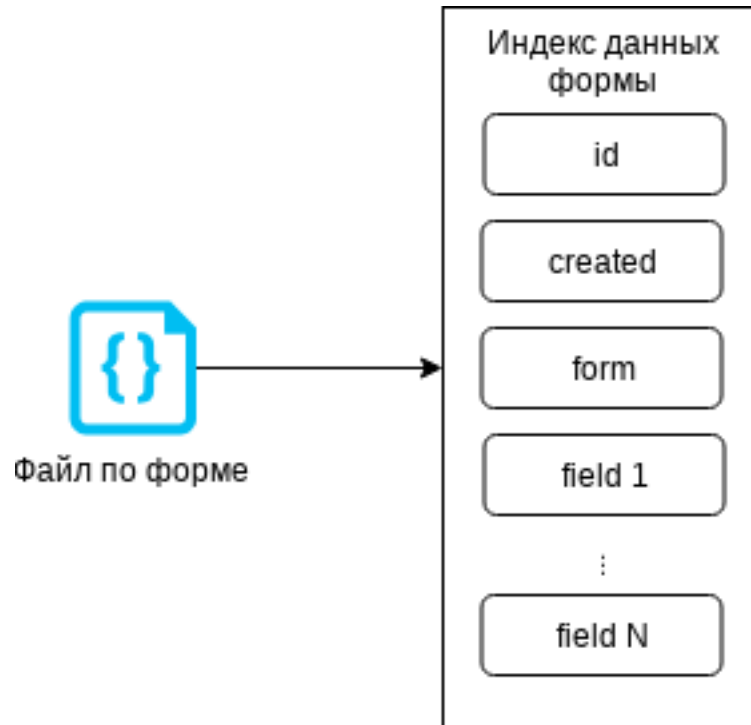 Индекс данных
формы
id
created
form
{}
Файл по форме
field 1
⋮
field N